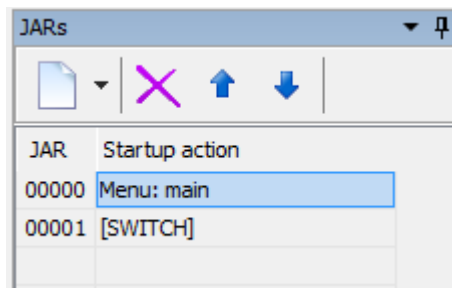 JARs
JAR Startup action
00000 Menu: main
00001 [SWITCH]